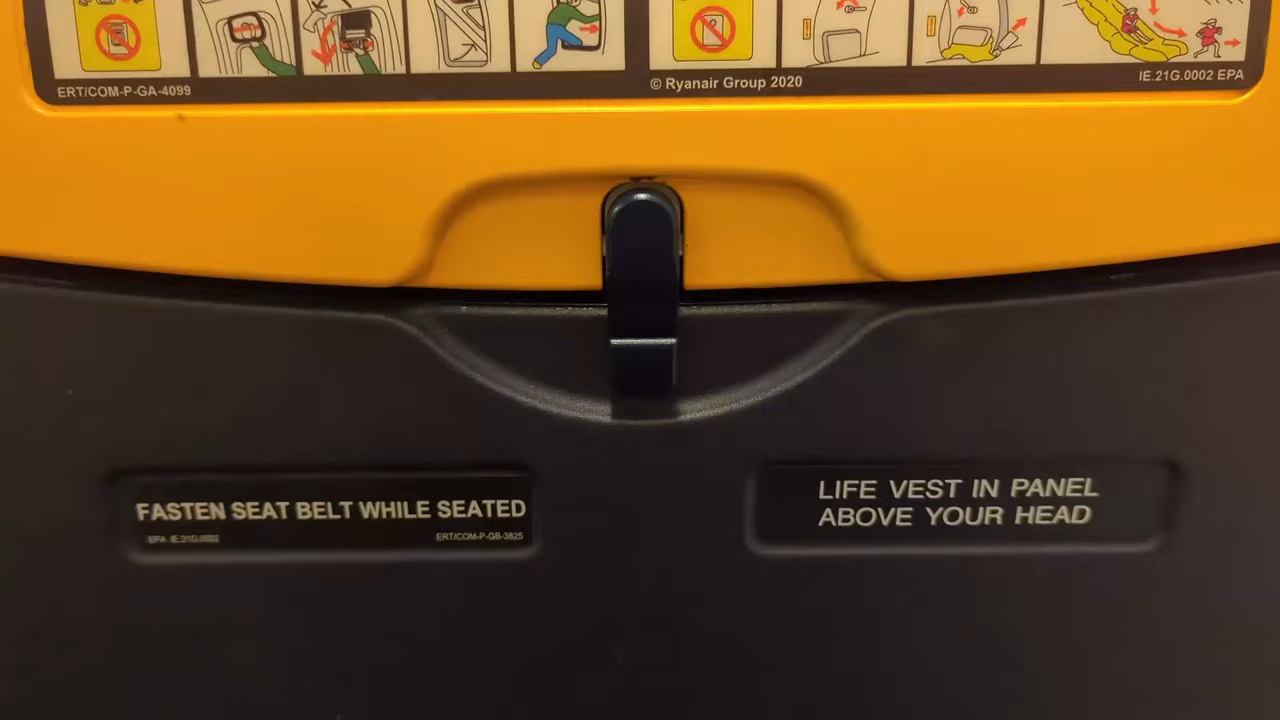 ERT/COM-P-GA-4099
© Ryanair Group 2020
IE.21G.0002 EPA
FASTEN SEAT BELT WHILE SEATED
EPA IE.21G.0002
ERT/COM-P-GB-3825
LIFE VEST IN PANEL
ABOVE YOUR HEAD